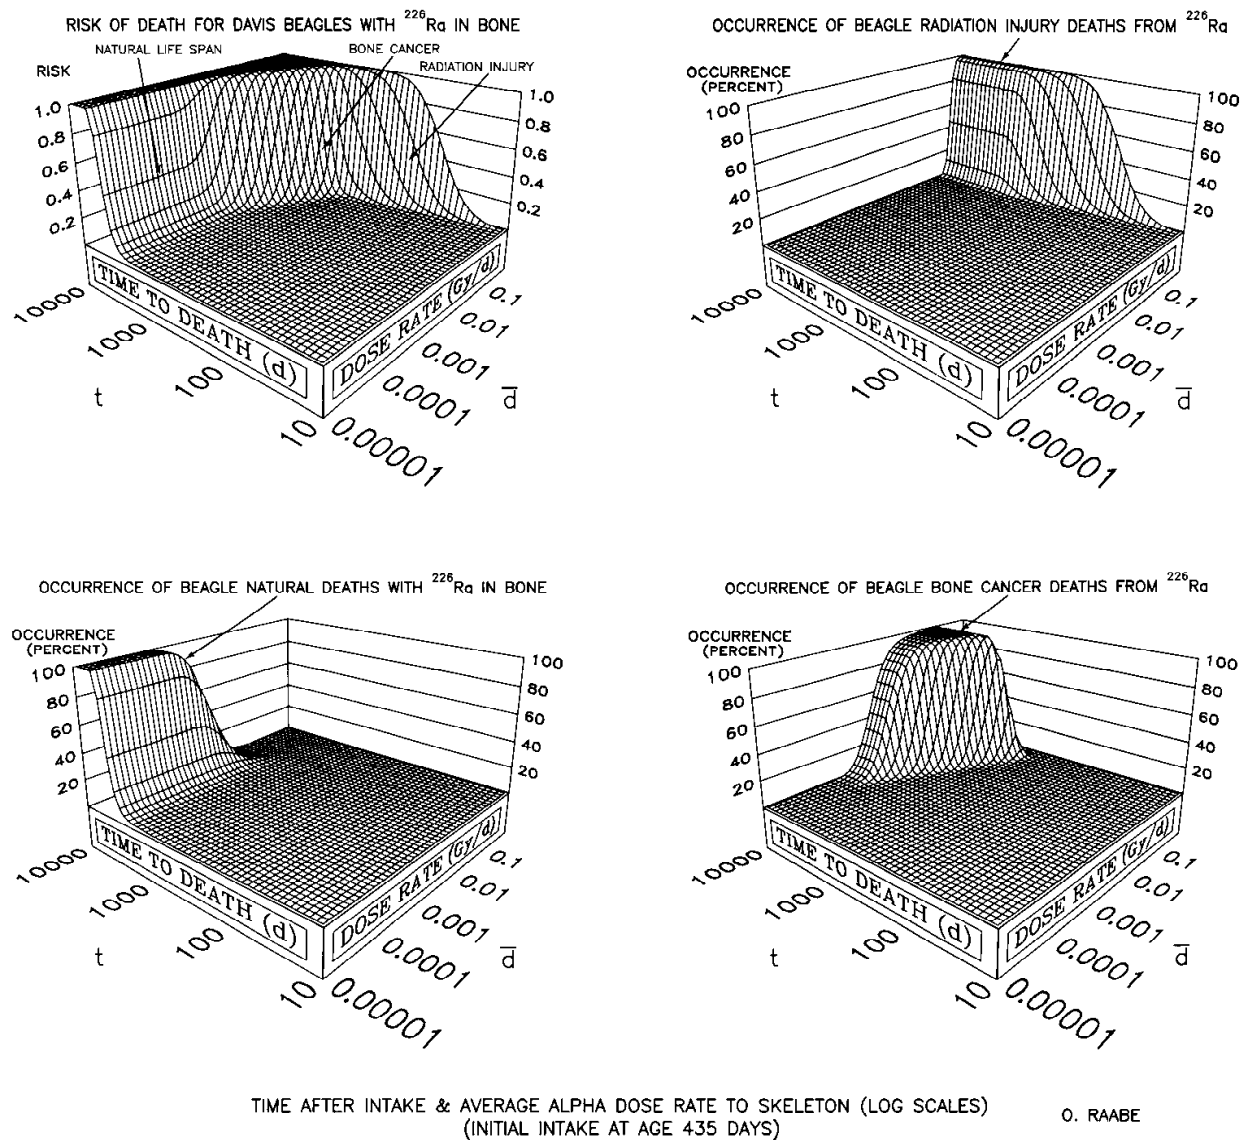 RISK OF DEATH FOR DAVIS BEAGLES WITH ²²⁶Ra IN BONE
NATURAL LIFE SPAN
BONE CANCER
RADIATION INJURY
RISK
1.0
0.8
0.6
0.4
0.2
1.0
0.8
0.6
0.4
0.2
TIME TO DEATH (d)
DOSE RATE (Gy/d)
10000
1000
100
10
t
0.1
0.01
0.001
0.0001
0.00001
d̅
OCCURRENCE OF BEAGLE RADIATION INJURY DEATHS FROM ²²⁶Ra
OCCURRENCE
(PERCENT)
100
80
60
40
20
100
80
60
40
20
TIME TO DEATH (d)
DOSE RATE (Gy/d)
10000
1000
100
10
t
0.1
0.01
0.001
0.0001
0.00001
d̅
OCCURRENCE OF BEAGLE NATURAL DEATHS WITH ²²⁶Ra IN BONE
OCCURRENCE
(PERCENT)
100
80
60
40
20
100
80
60
40
20
TIME TO DEATH (d)
DOSE RATE (Gy/d)
10000
1000
100
10
t
0.1
0.01
0.001
0.0001
0.00001
d̅
OCCURRENCE OF BEAGLE BONE CANCER DEATHS FROM ²²⁶Ra
OCCURRENCE
(PERCENT)
100
80
60
40
20
100
80
60
40
20
TIME TO DEATH (d)
DOSE RATE (Gy/d)
10000
1000
100
10
t
0.1
0.01
0.001
0.0001
0.00001
d̅
TIME AFTER INTAKE & AVERAGE ALPHA DOSE RATE TO SKELETON (LOG SCALES)
(INITIAL INTAKE AT AGE 435 DAYS)
O. RAABE